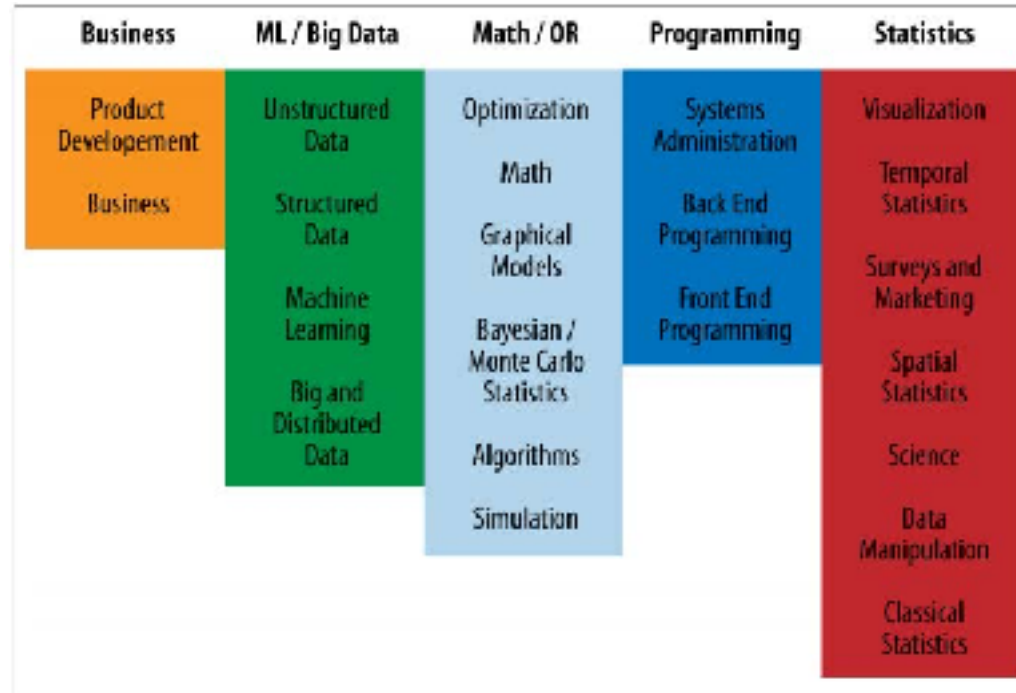 Business
ML / Big Data
Math / OR
Programming
Statistics
Product
Developement
Business
Unstructured
Data
Structured
Data
Machine
Learning
Big and
Distributed
Data
Optimization
Math
Graphical
Models
Bayesian /
Monte Carlo
Statistics
Algorithms
Simulation
Systems
Administration
Back End
Programming
Front End
Programming
Visualization
Temporal
Statistics
Surveys and
Marketing
Spatial
Statistics
Science
Data
Manipulation
Classical
Statistics